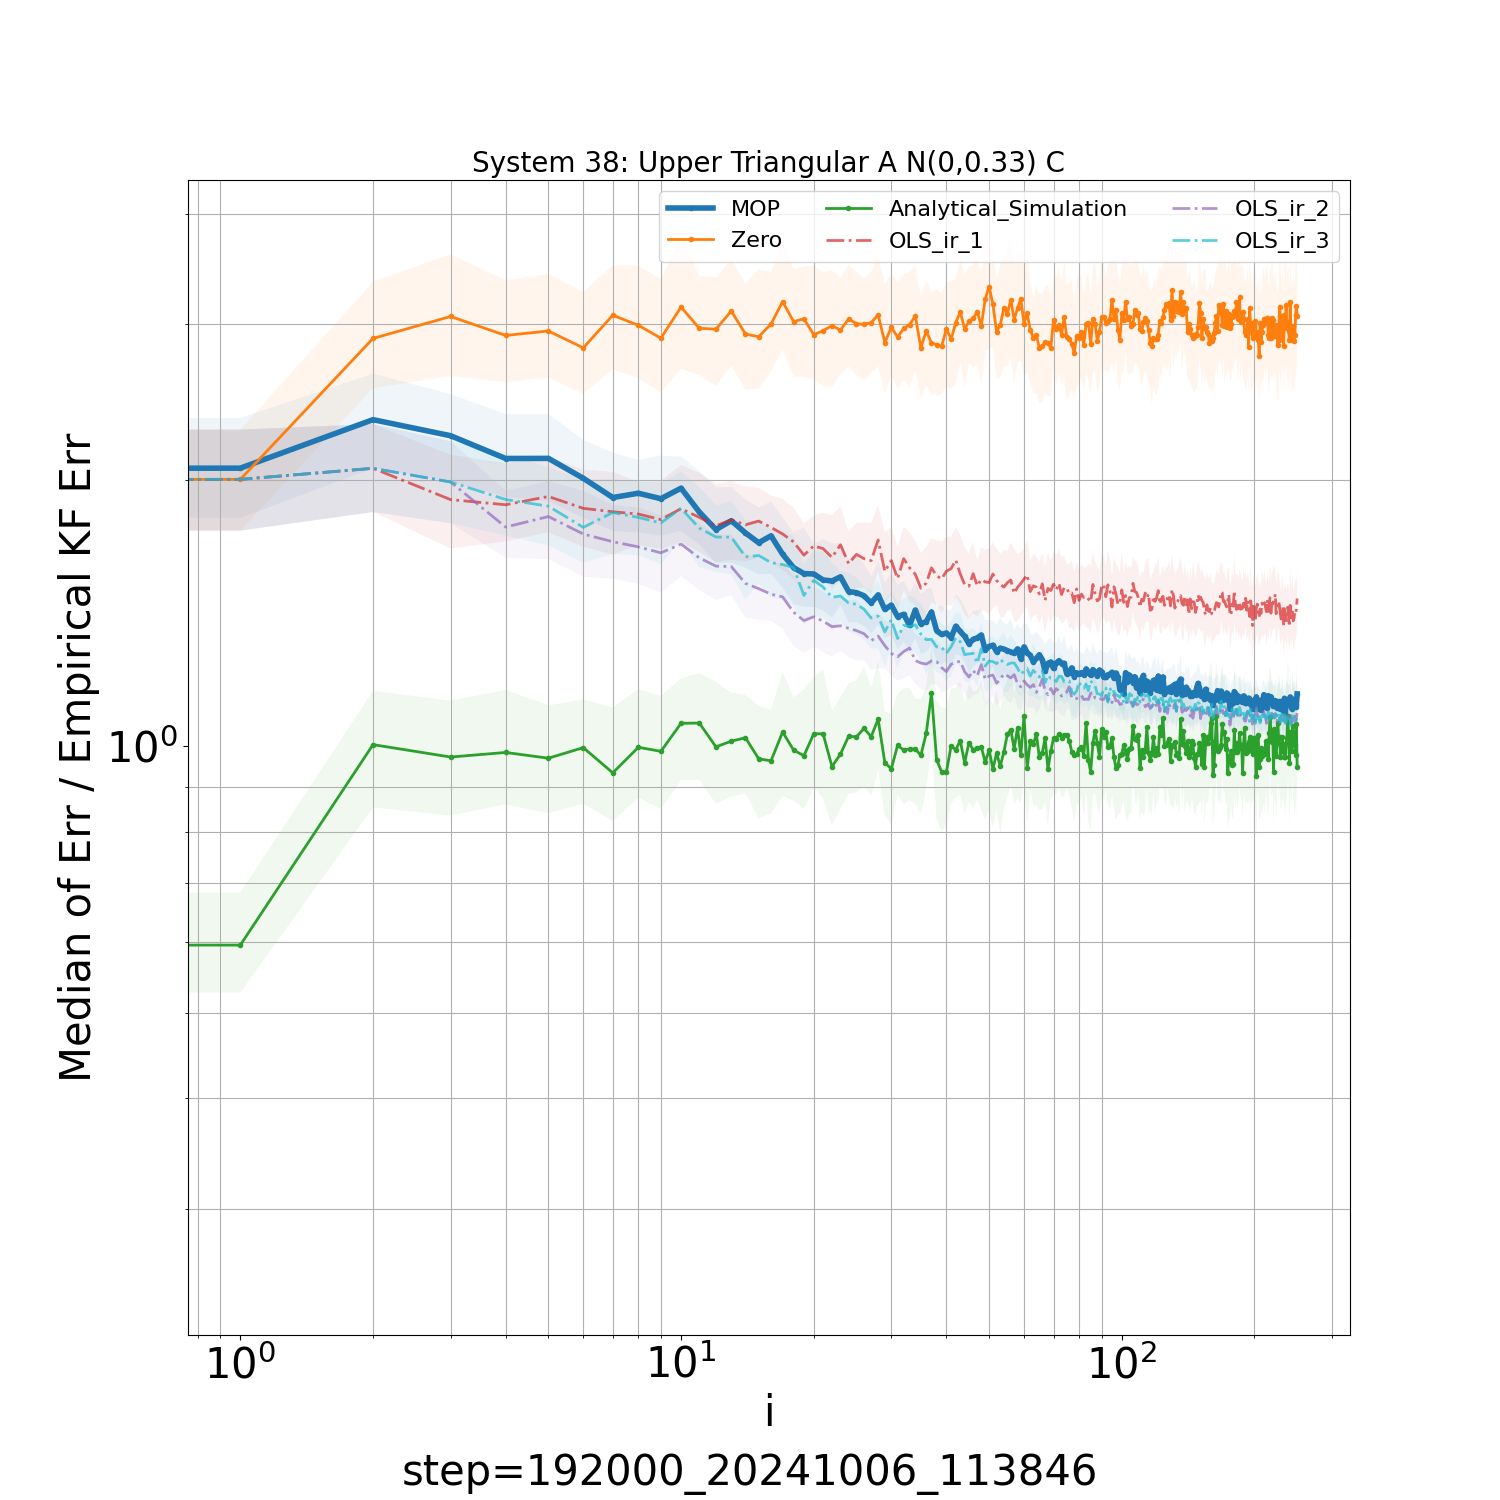 System 38: Upper Triangular A N(0,0.33) C
MOP
Zero
Analytical_Simulation
OLS_ir_1
OLS_ir_2
OLS_ir_3
Median of Err / Empirical KF Err
10⁰
10⁰ 10¹ 10²
i
step=192000_20241006_113846